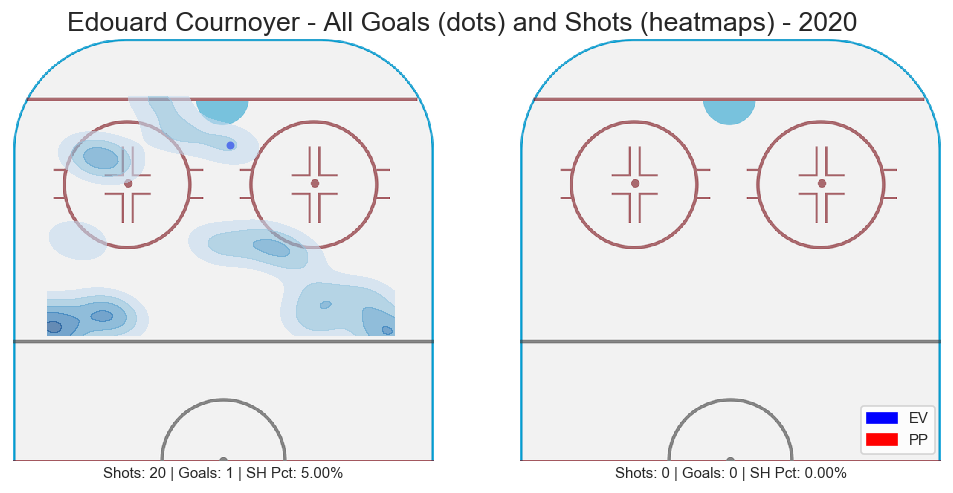 Edouard Cournoyer - All Goals (dots) and Shots (heatmaps) - 2020
EV
PP
Shots: 20 | Goals: 1 | SH Pct: 5.00%
Shots: 0 | Goals: 0 | SH Pct: 0.00%